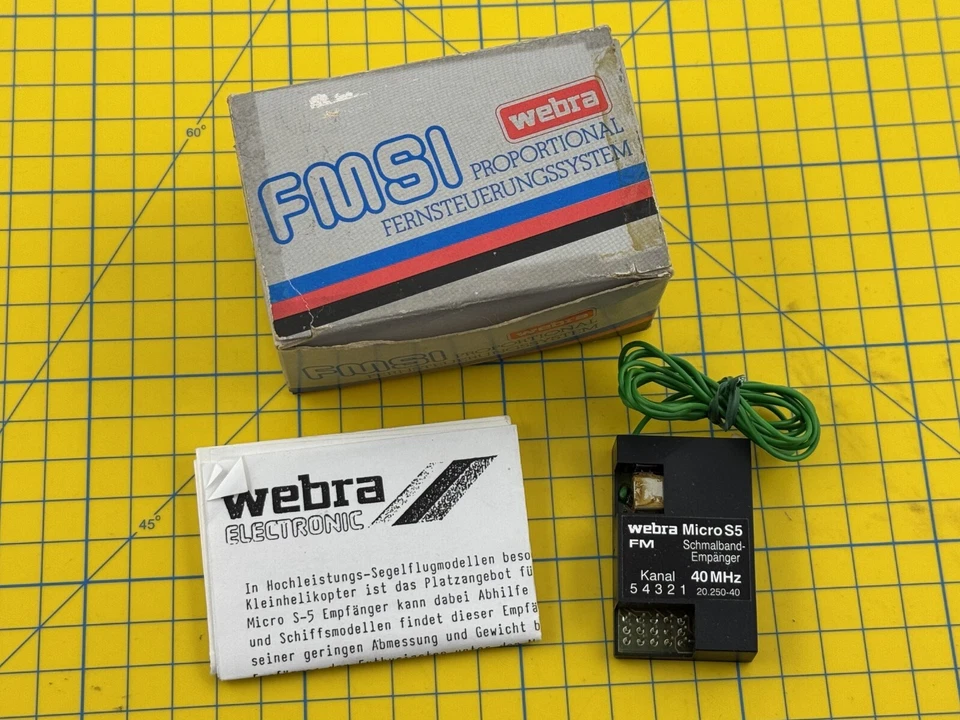 60°
webra
FMSI PROPORTIONAL
FERNSTEUERUNGSSYSTEM
webra
FMSI
webra
ELECTRONIC
In Hochleistungs-Segelflugmodellen beso
Kleinhelikopter ist das Platzangebot fü
Micro S-5 Empfänger kann dabei Abhilfe
und Schiffsmodellen findet dieser Empfä
seiner geringen Abmessung und Gewicht b
45°
webra Micro S5
FM Schmalband-
Empfänger
Kanal 40 MHz
5 4 3 2 1 20.250-40